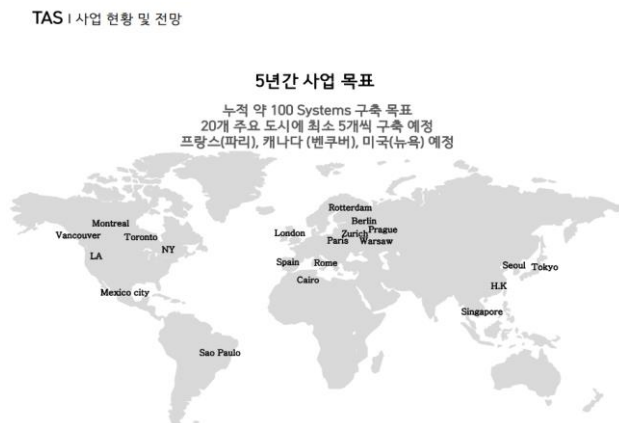 TAS | 사업 현황 및 전망
5년간 사업 목표
누적 약 100 Systems 구축 목표
20개 주요 도시에 최소 5개씩 구축 예정
프랑스(파리), 캐나다 (벤쿠버), 미국(뉴욕) 예정
Rotterdam
Berlin
Montreal
London
Zurich
Prague
Vancouver
Toronto
Paris
Warsaw
NY
LA
Spain
Rome
Seoul
Tokyo
Cairo
H.K
Mexico city
Singapore
Sao Paulo